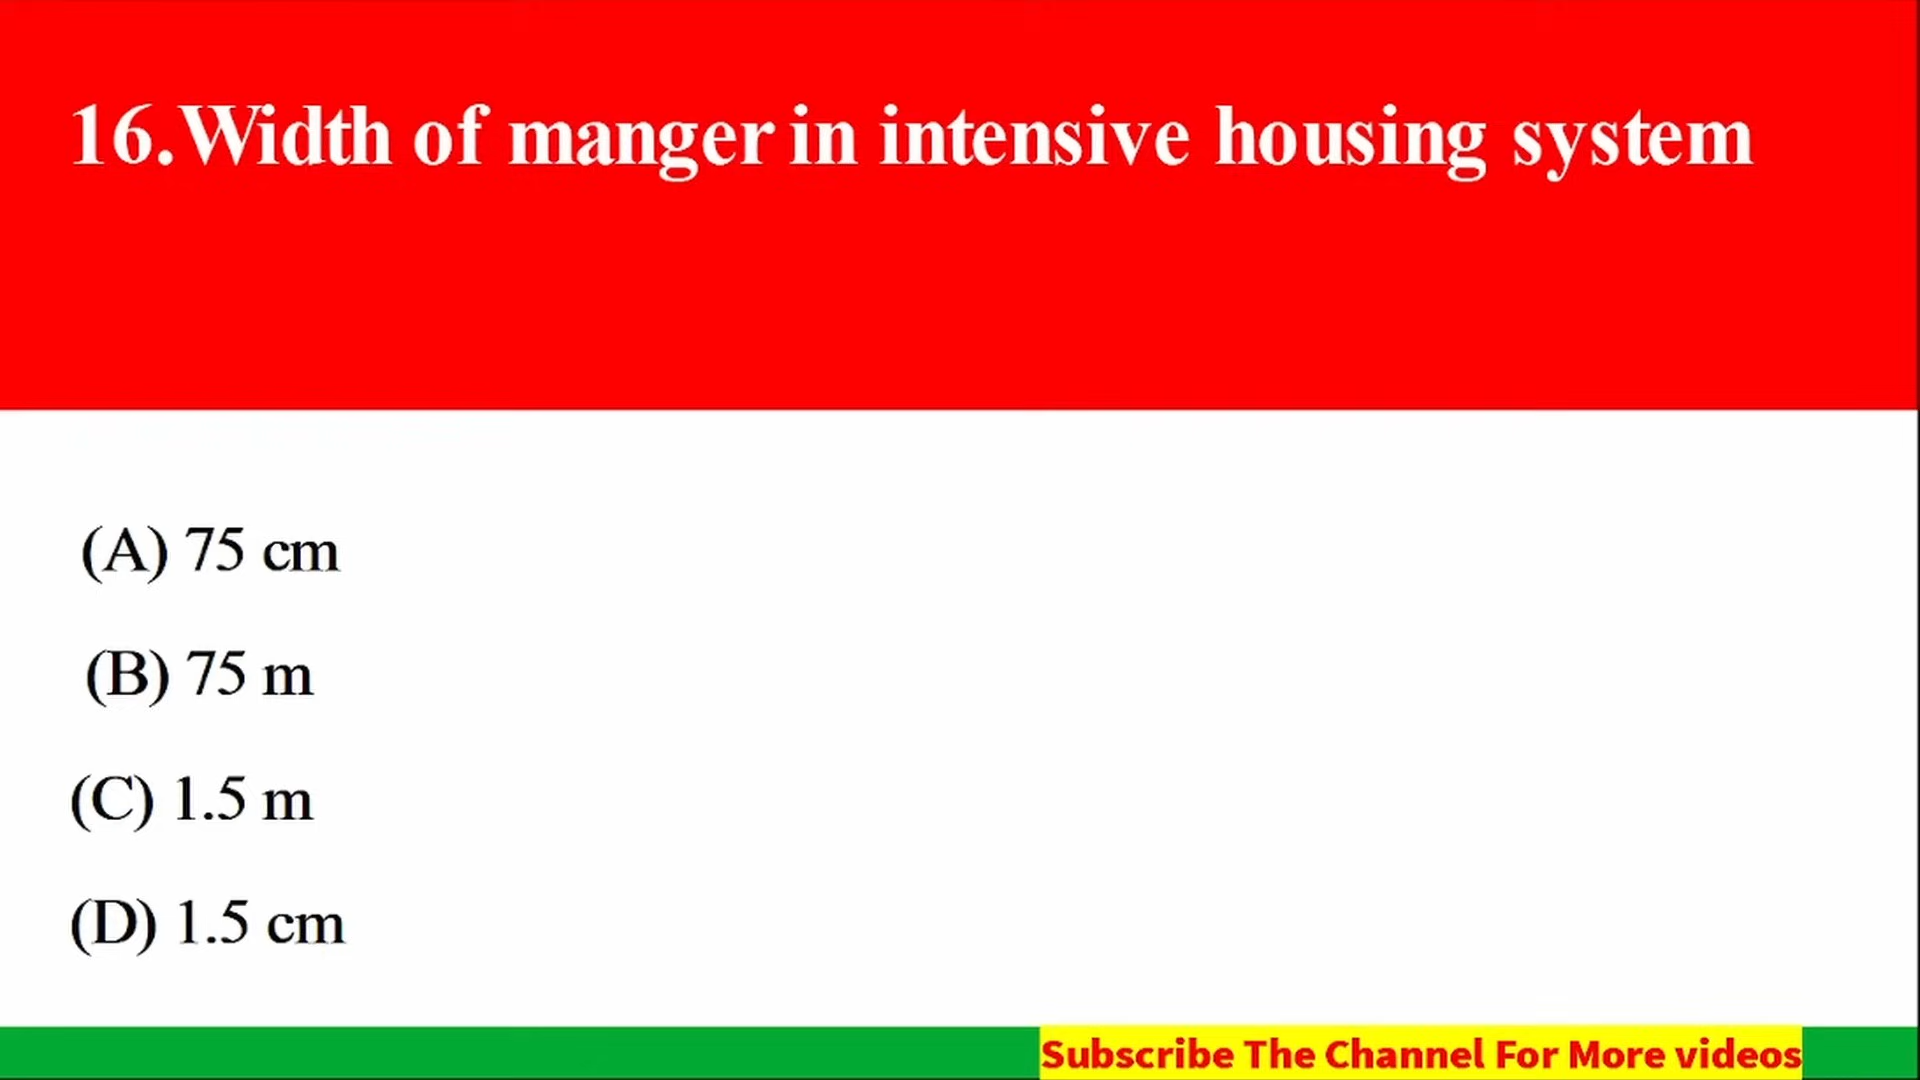 16.Width of manger in intensive housing system
(A) 75 cm
(B) 75 m
(C) 1.5 m
(D) 1.5 cm
Subscribe The Channel For More videos